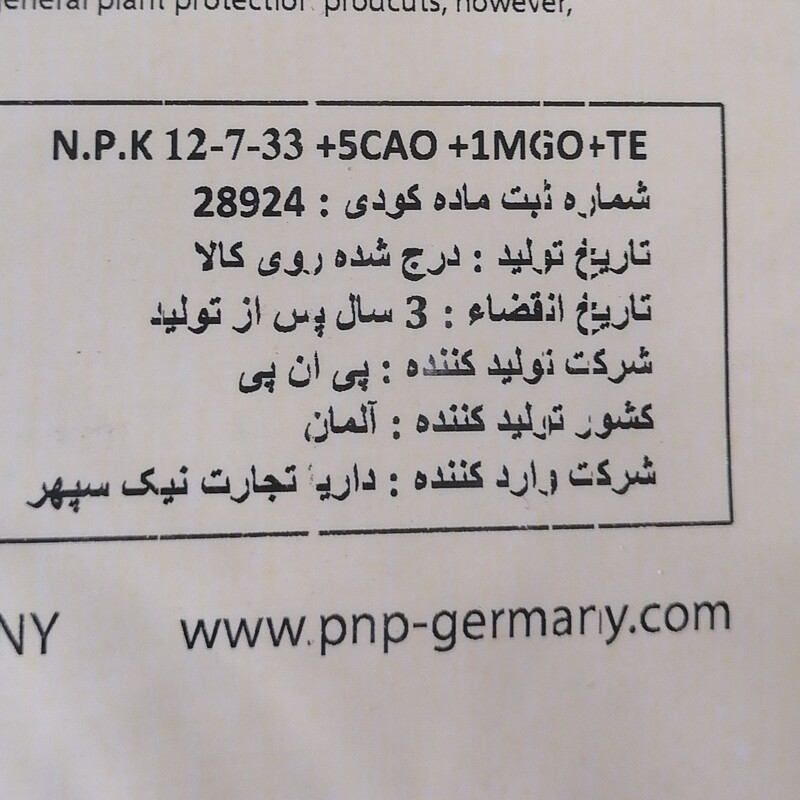 general plant protection prodcuts, however,
N.P.K 12-7-33 +5CAO +1MGO+TE
شماره ثبت ماده کودی : 28924
تاریخ تولید : درج شده روی کالا
تاریخ انقضاء : 3 سال پس از تولید
شرکت تولید کننده : پی ان پی
کشور تولید کننده : آلمان
شرکت وارد کننده : داریا تجارت نیک سپهر
NY www.pnp-germany.com